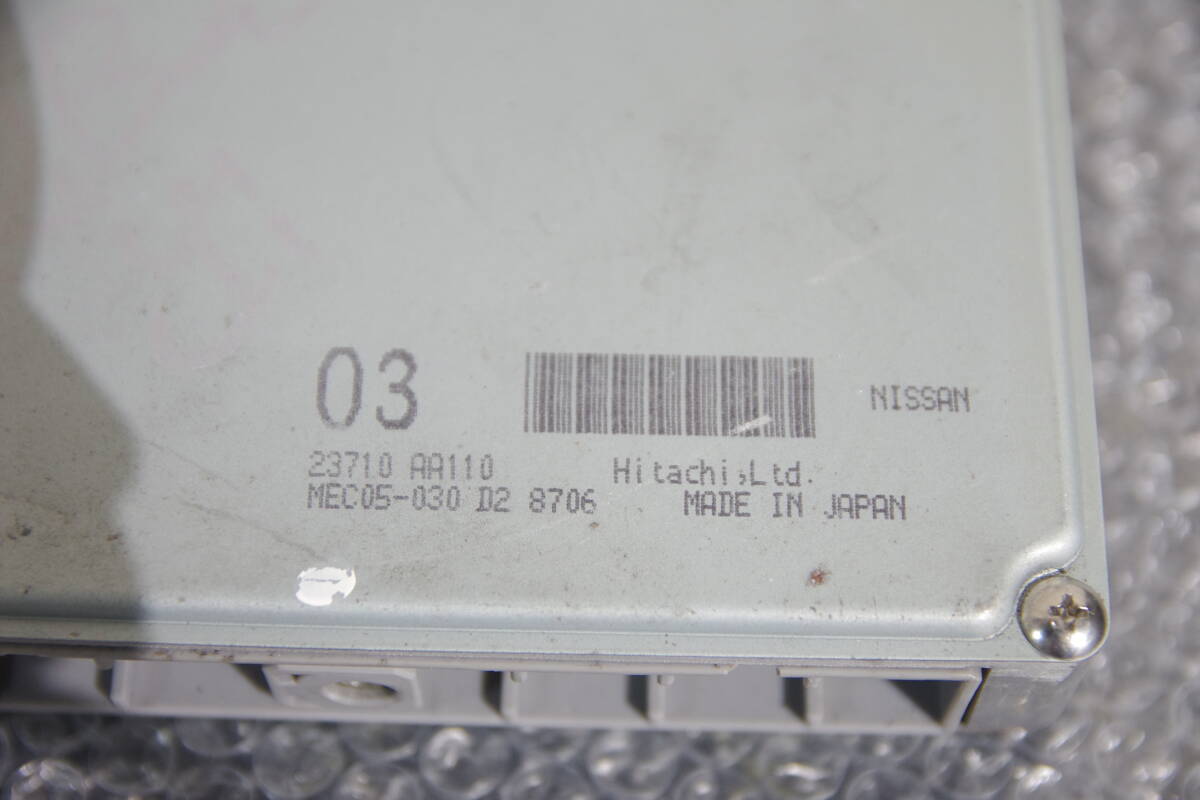 03
NISSAN
23710 AA110
Hitachi,Ltd.
MEC05-030 D2 8706
MADE IN JAPAN